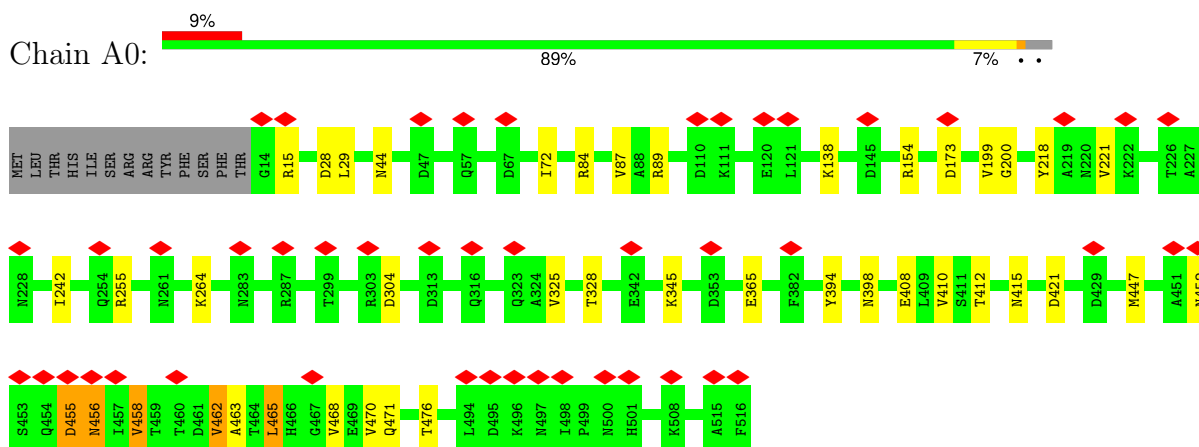 9%
Chain A0:
89% 7% • •
MET LEU THR HIS ILE SER ARG ARG TYR PHE SER PHE THR G14 R15 D28 L29 N44 D47 Q57 D67 I72 R84 V87 A88 R89 D110 K111 E120 L121 K138 D145 R154 D173 V199 G200 Y218 A219 N220 V221 K222 T226 A227
N228 I242 Q254 R255 N261 K264 N283 R287 T299 R303 D304 D313 Q316 Q323 A324 V325 T328 E342 K345 D353 E365 F382 Y394 N398 E408 L409 V410 S411 T412 N415 D421 D429 M447 A451
S453 Q454 D455 N456 I457 V458 T459 T460 D461 V462 A463 T464 L465 H466 G467 V468 E469 V470 Q471 T476 L494 D495 K496 N497 I498 P499 N500 H501 K508 A515 F516